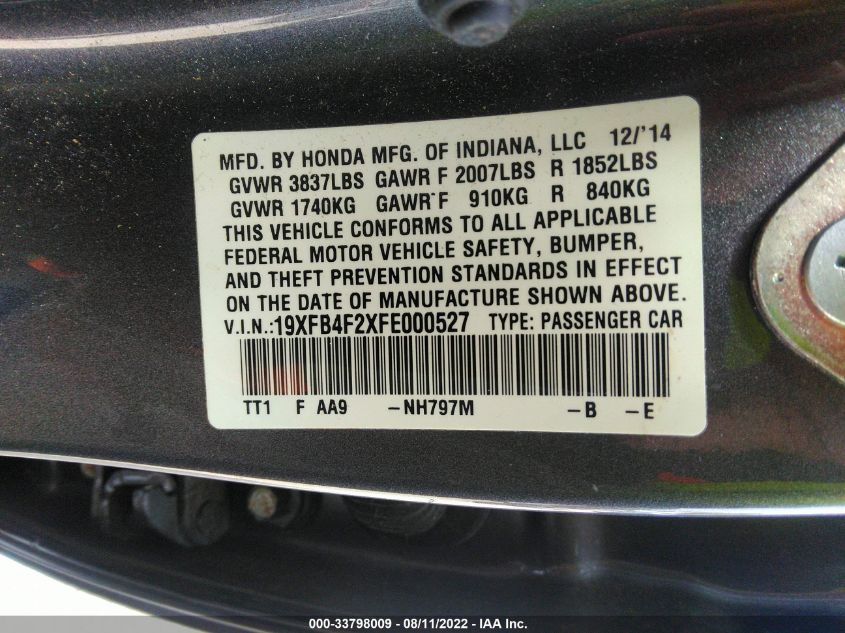 MFD. BY HONDA MFG. OF INDIANA, LLC 12/'14
GVWR 3837LBS GAWR F 2007LBS R 1852LBS
GVWR 1740KG GAWR F 910KG R 840KG
THIS VEHICLE CONFORMS TO ALL APPLICABLE
FEDERAL MOTOR VEHICLE SAFETY, BUMPER,
AND THEFT PREVENTION STANDARDS IN EFFECT
ON THE DATE OF MANUFACTURE SHOWN ABOVE.
V.I.N.:19XFB4F2XFE000527 TYPE: PASSENGER CAR
TT1 F AA9 -NH797M -B -E
000-33798009 - 08/11/2022 - IAA Inc.